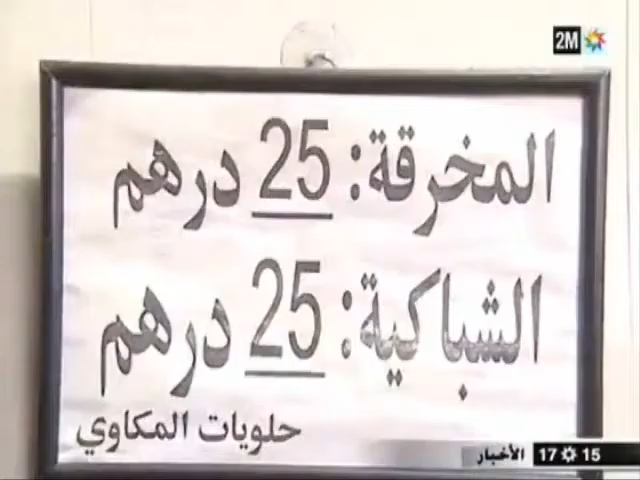 2M
المخرقة: 25 درهم
الشباكية: 25 درهم
حلويات المكاوي
الأخبار 17 15